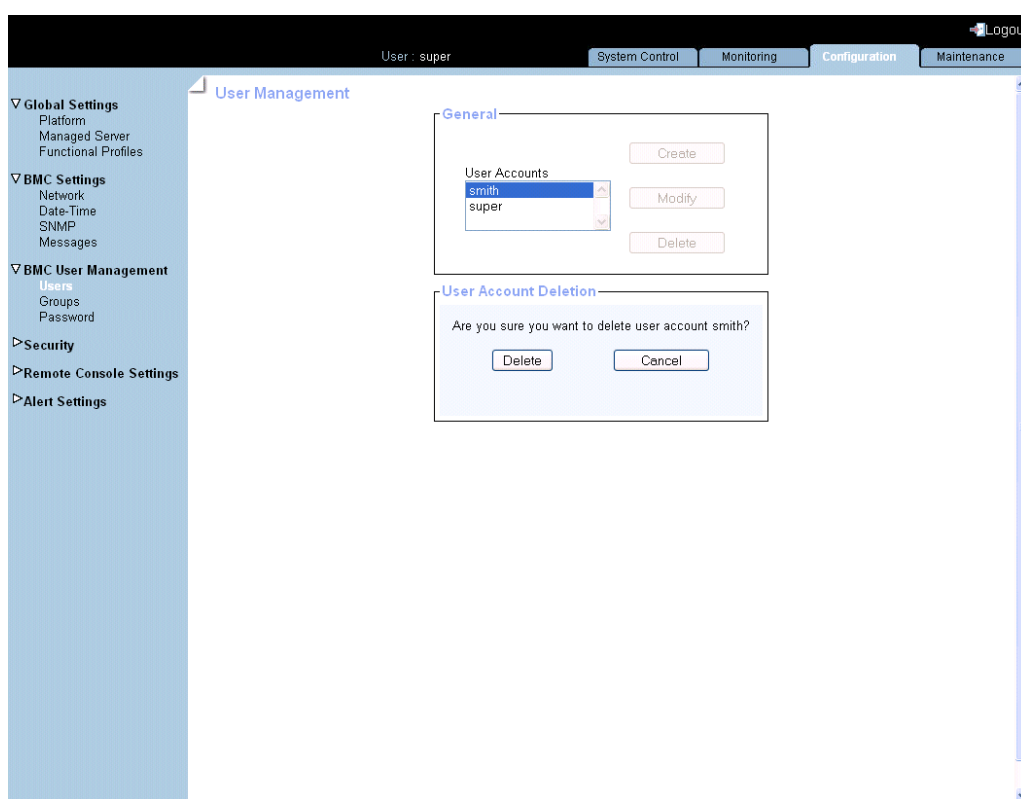 Logou
User : super
System Control
Monitoring
Configuration
Maintenance
Global Settings
Platform
Managed Server
Functional Profiles
BMC Settings
Network
Date-Time
SNMP
Messages
BMC User Management
Users
Groups
Password
Security
Remote Console Settings
Alert Settings
User Management
General
User Accounts
smith
super
Create
Modify
Delete
User Account Deletion
Are you sure you want to delete user account smith?
Delete
Cancel